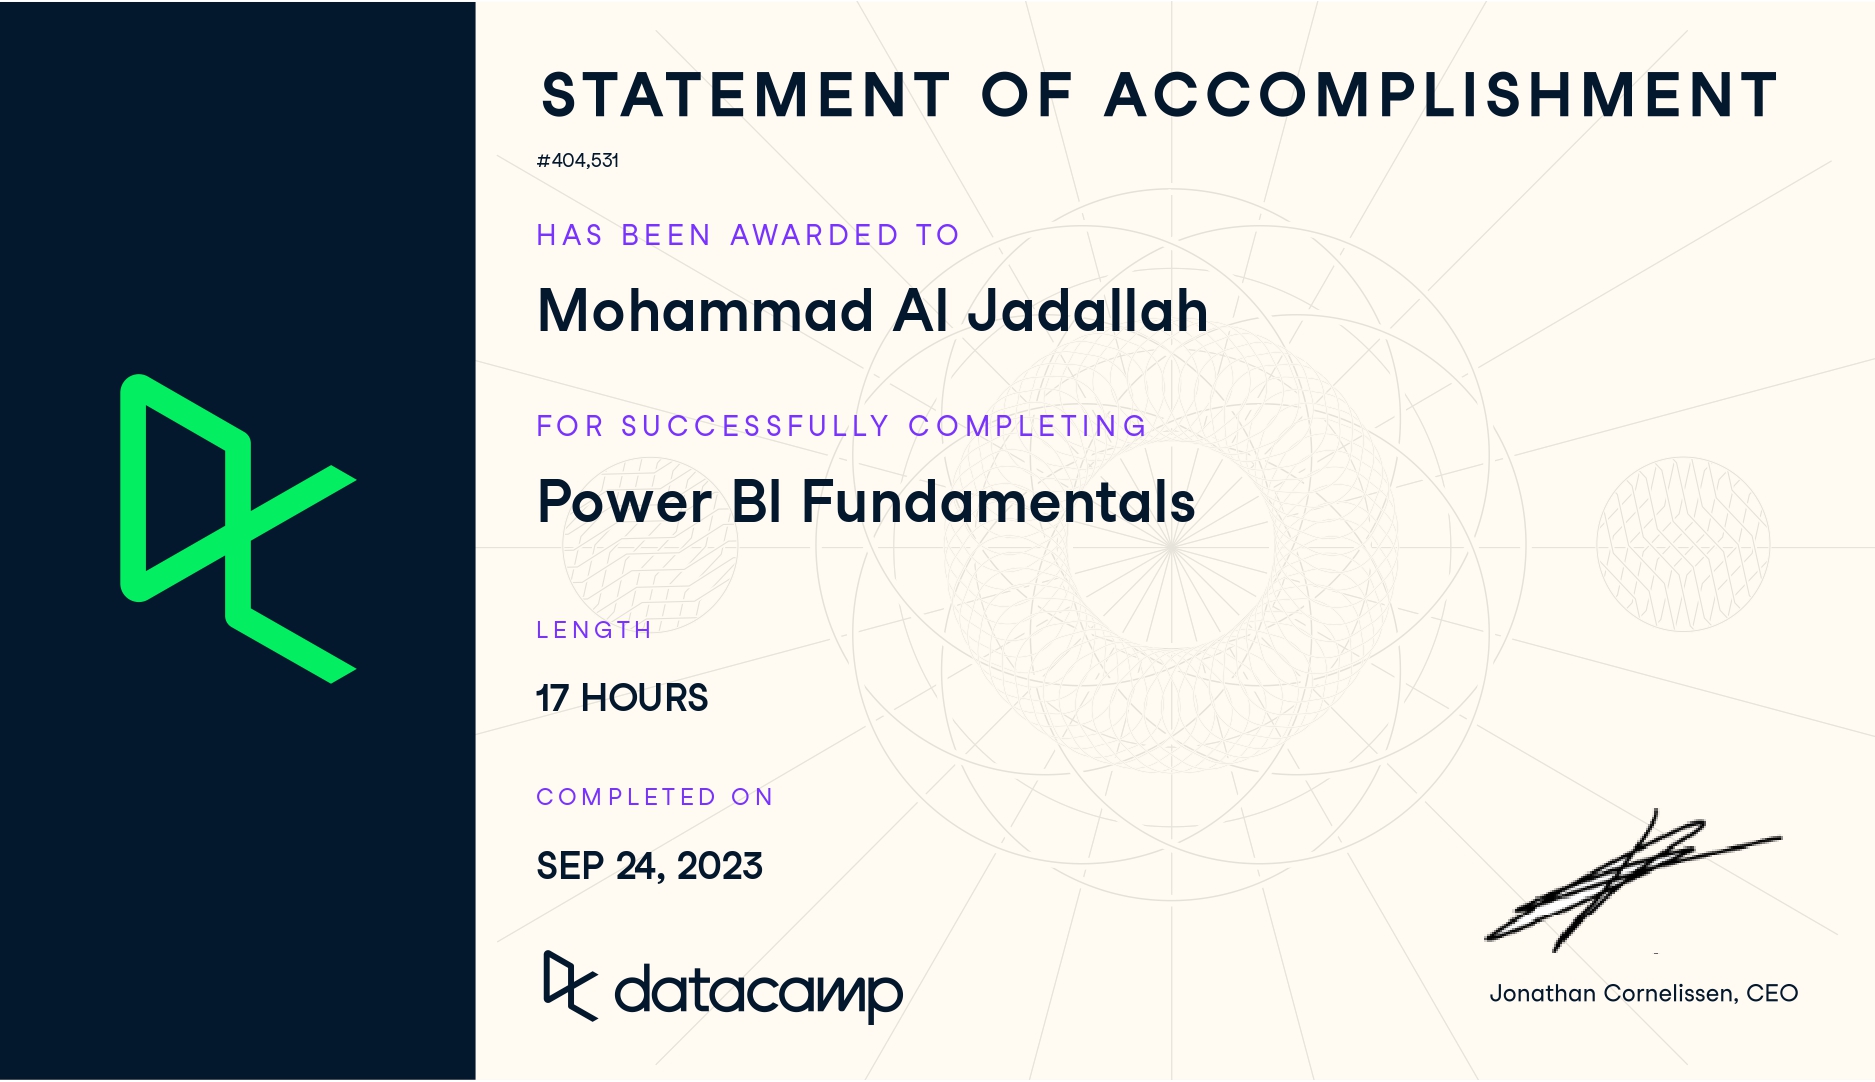 STATEMENT OF ACCOMPLISHMENT
#404,531
HAS BEEN AWARDED TO
Mohammad Al Jadallah
FOR SUCCESSFULLY COMPLETING
Power BI Fundamentals
LENGTH
17 HOURS
COMPLETED ON
SEP 24, 2023
datacamp
Jonathan Cornelissen, CEO